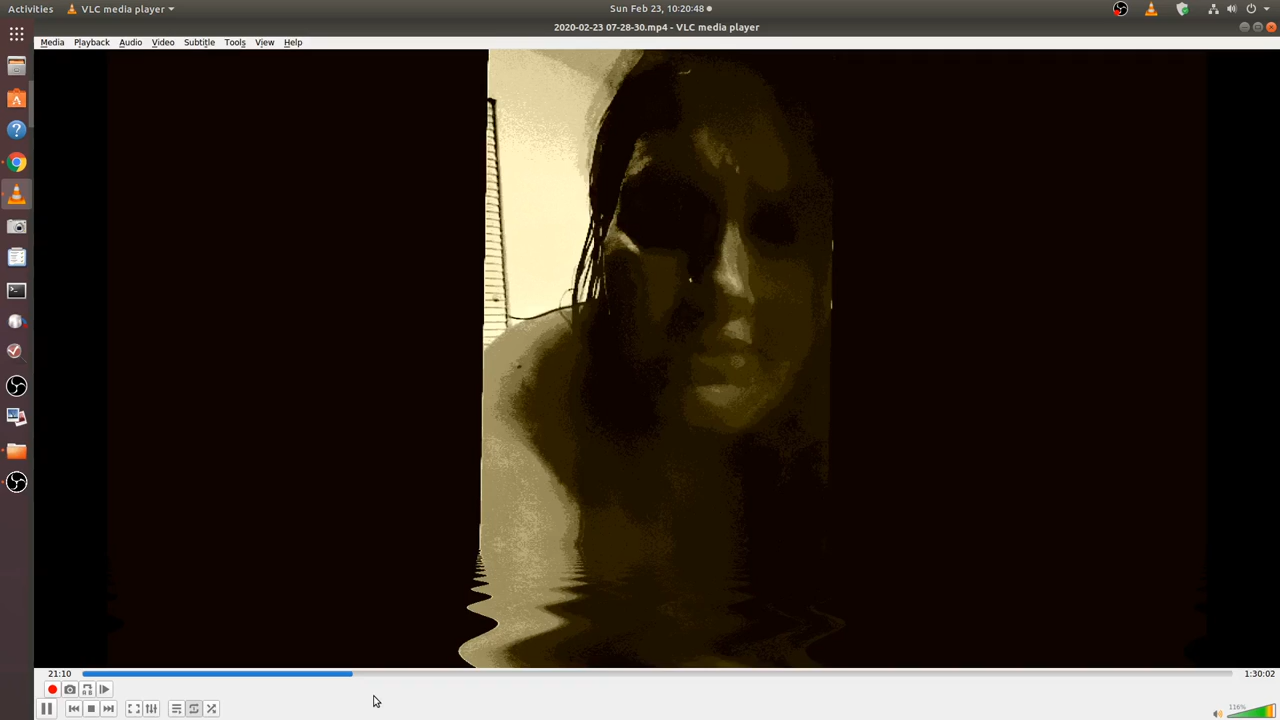 Activities VLC media player Sun Feb 23, 10:20:48
2020-02-23 07-28-30.mp4 - VLC media player
Media Playback Audio Video Subtitle Tools View Help
21:10 1:30:02
116%